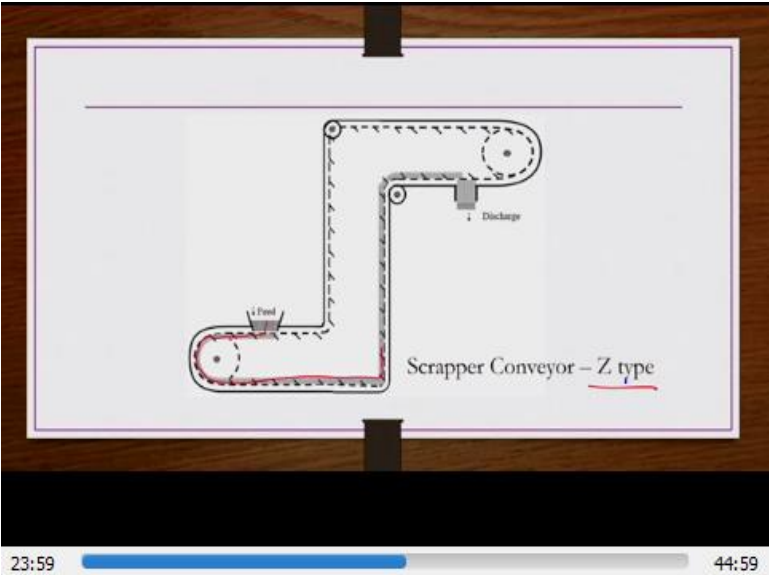 ↓ Feed
↓ Discharge
Scrapper Conveyor – Z type
23:59
44:59